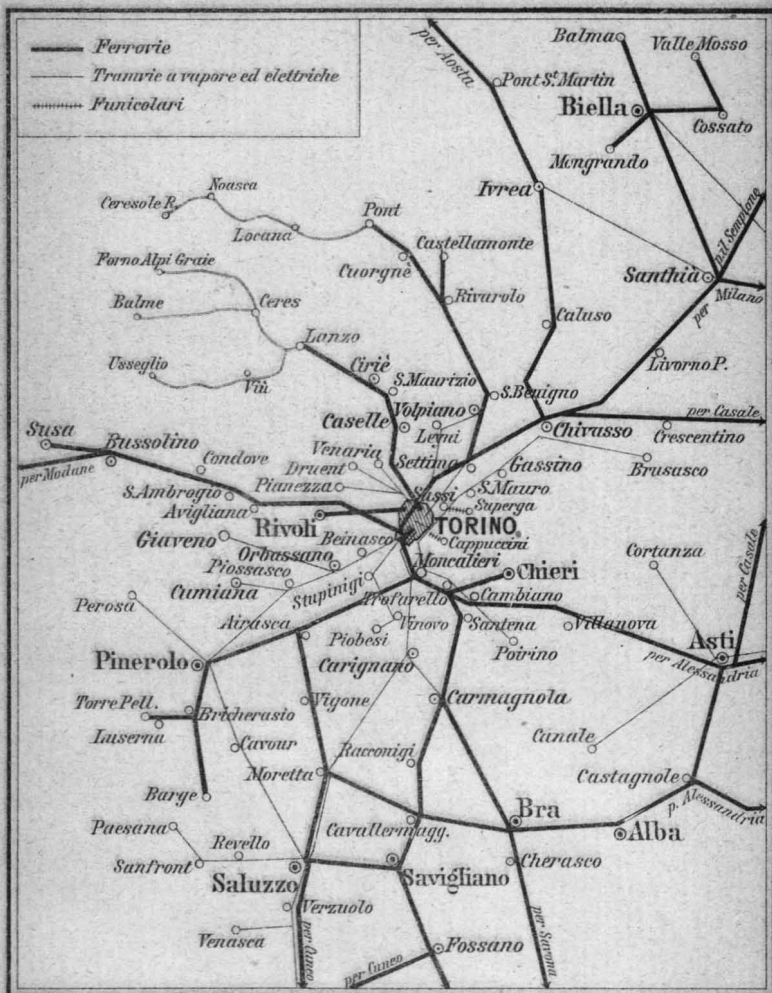 Ferrovie
Tramvie a vapore ed elettriche
Funicolari
per Aosta
Balma
Valle Mosso
Pont St. Martin
Biella
Cossato
Mongrando
Ivrea
Noasca
Ceresole R.
Locana
Pont
Castellamonte
Cuorgnè
p. il Sempione
Forno Alpi Graie
Santhià
Rivarolo
per Milano
Balme
Ceres
Caluso
Lanzo
Livorno P.
Usseglio
Viù
Ciriè
S. Maurizio
S. Benigno
Volpiano
Caselle
Leynì
Chivasso
per Casale
Crescentino
Susa
Bussolino
Venaria
Settimo
Gassino
Brusasco
per Modane
Condove
Druent
Pianezza
S. Mauro
S. Ambrogio
Sassi
Superga
Avigliana
Rivoli
TORINO
Giaveno
Beinasco
Cappuccini
Orbassano
Moncalieri
Chieri
Cortanza
per Casale
Piossasco
Cumiana
Stupinigi
Trofarello
Cambiano
Perosa
Airasca
Vinovo
Santena
Villanova
Piobesi
Poirino
Asti
Pinerolo
Carignano
per Alessandria
Torre Pell.
Bricherasio
Vigone
Carmagnola
Luserna
Cavour
Racconigi
Canale
Moretta
Castagnole
Barge
p. Alessandria
Bra
Paesana
Cavallermagg.
Alba
Revello
Sanfront
Cherasco
Saluzzo
Savigliano
Verzuolo
per Savona
Venasca
Fossano
per Cuneo
per Cuneo